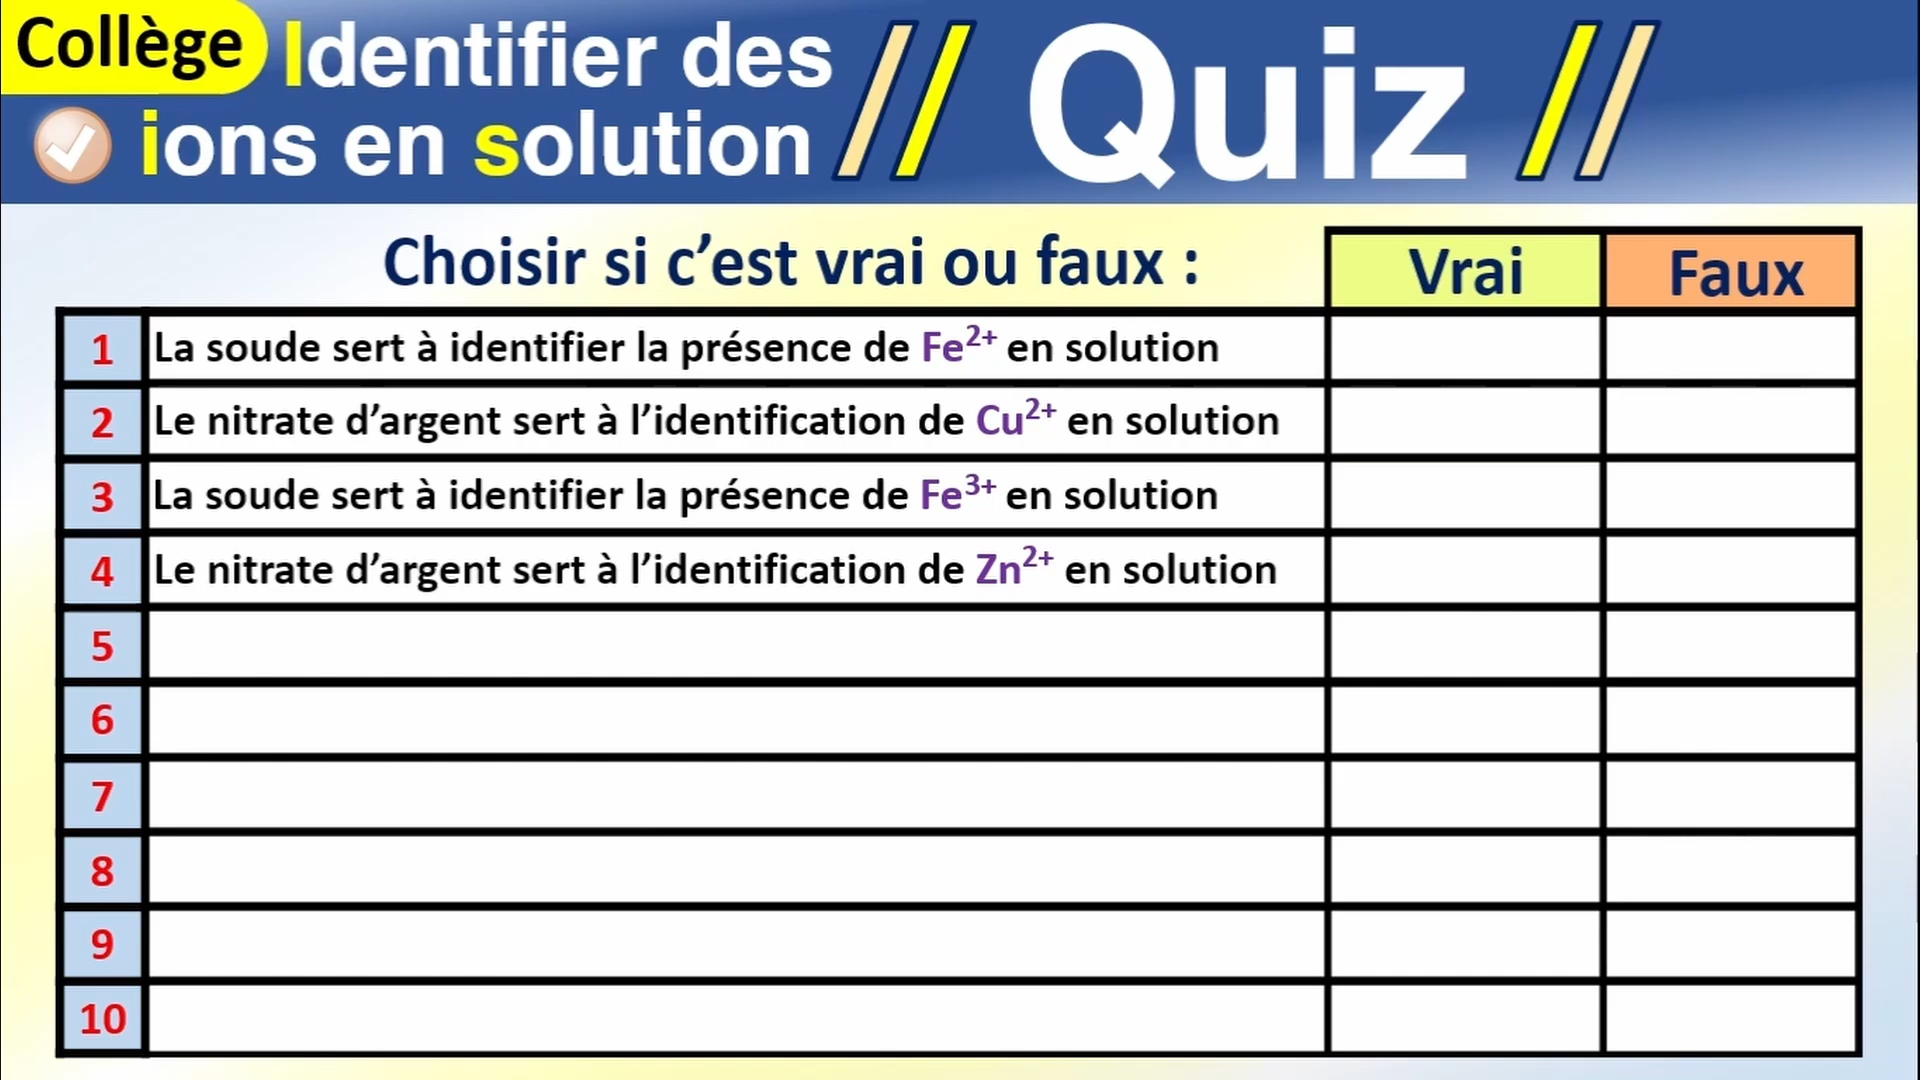 Collège
Identifier des
ions en solution
// Quiz //
Choisir si c’est vrai ou faux :
Vrai
Faux
1 La soude sert à identifier la présence de Fe²⁺ en solution
2 Le nitrate d’argent sert à l’identification de Cu²⁺ en solution
3 La soude sert à identifier la présence de Fe³⁺ en solution
4 Le nitrate d’argent sert à l’identification de Zn²⁺ en solution
5
6
7
8
9
10